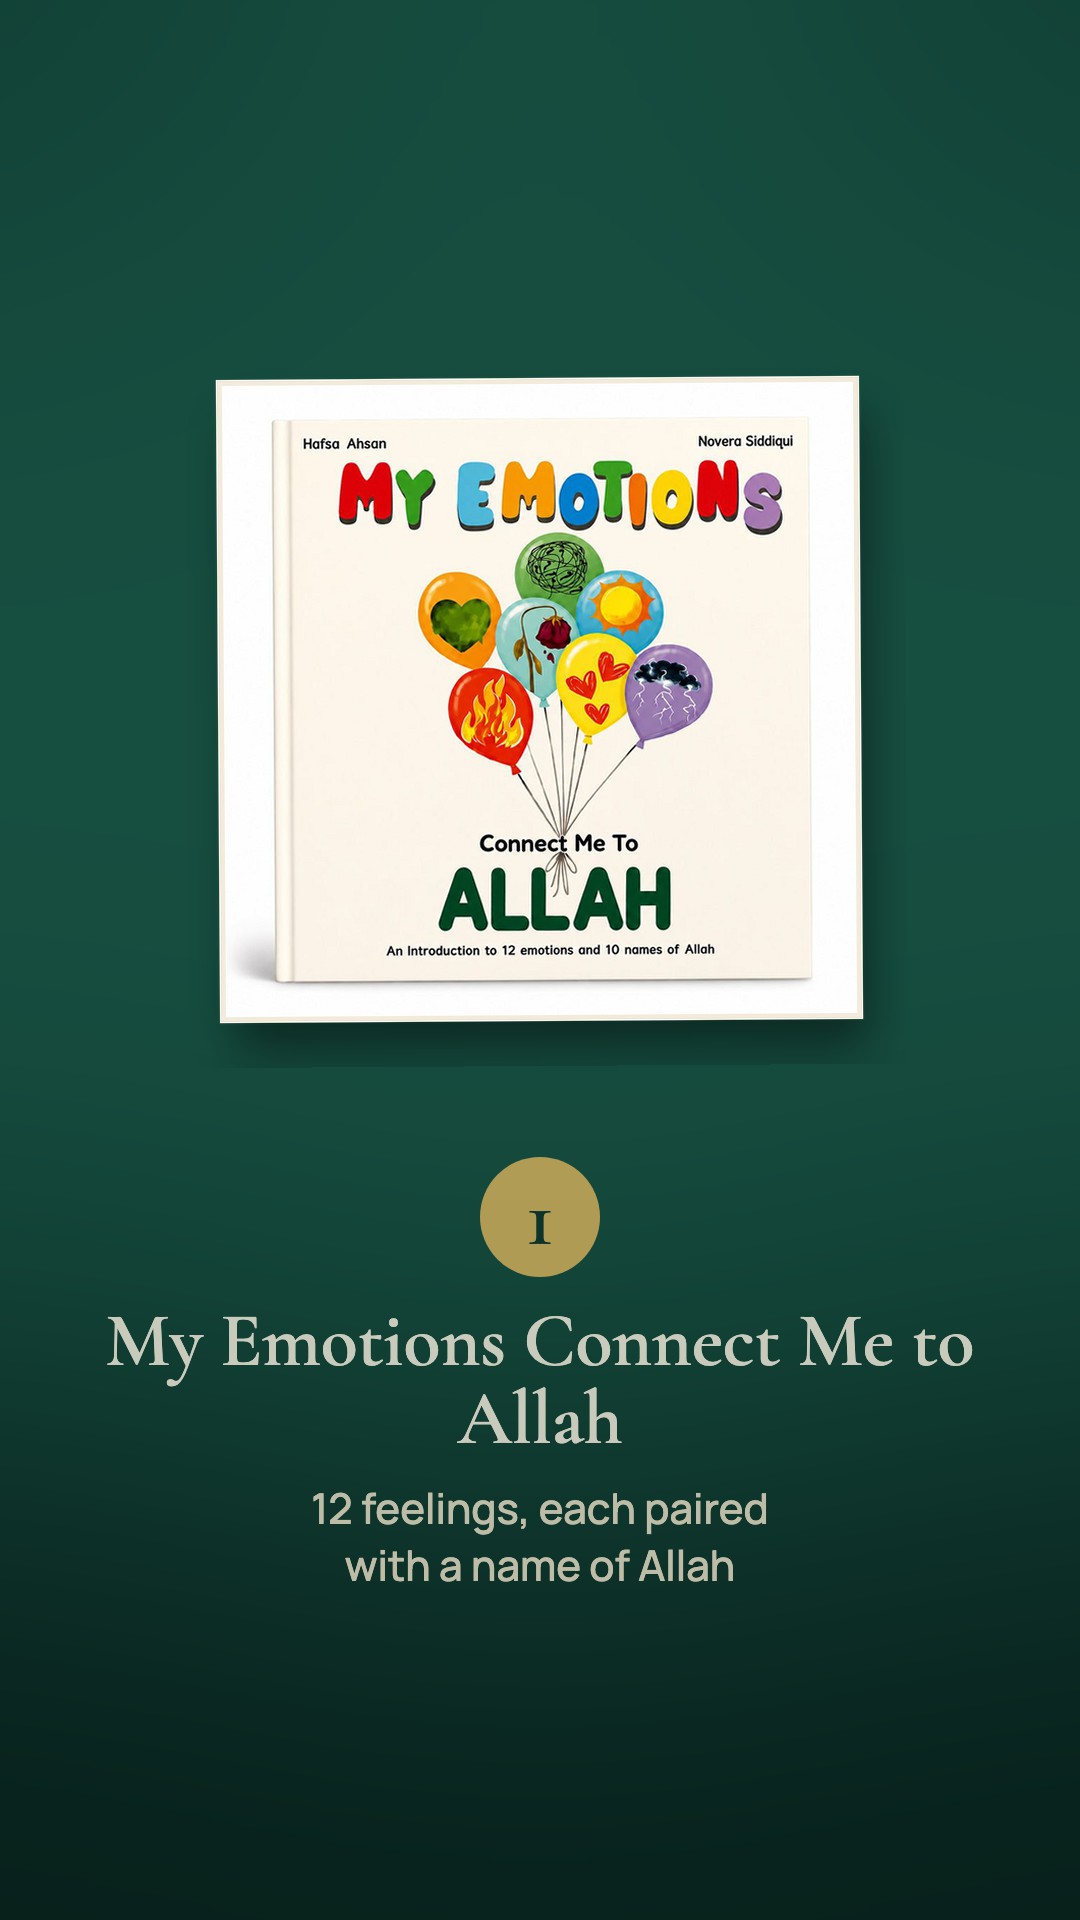 Hafsa Ahsan
Novera Siddiqui
MY EMOTIONS
Connect Me To
ALLAH
An Introduction to 12 emotions and 10 names of Allah
1
My Emotions Connect Me to
Allah
12 feelings, each paired
with a name of Allah